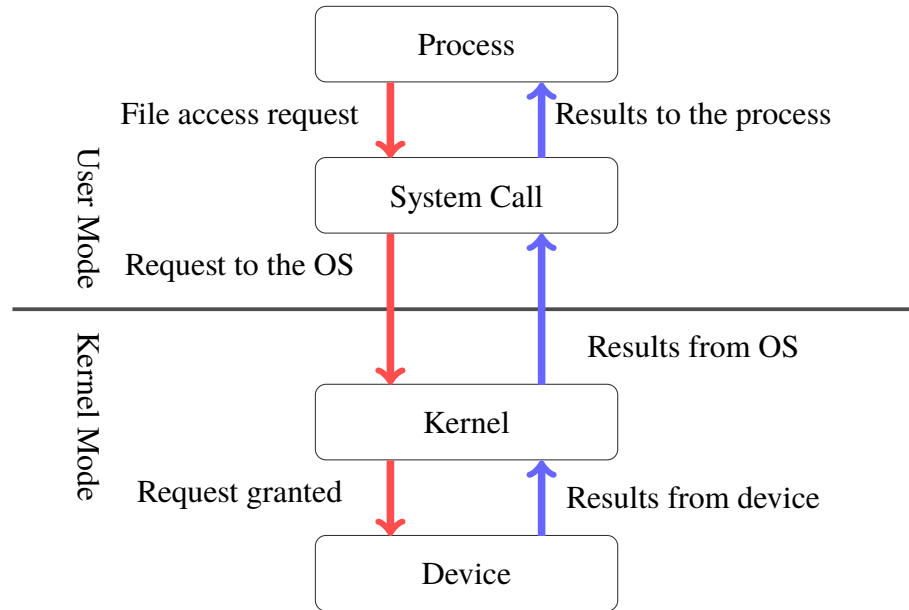 Process
File access request
Results to the process
System Call
User Mode
Request to the OS
Kernel Mode
Results from OS
Kernel
Request granted
Results from device
Device